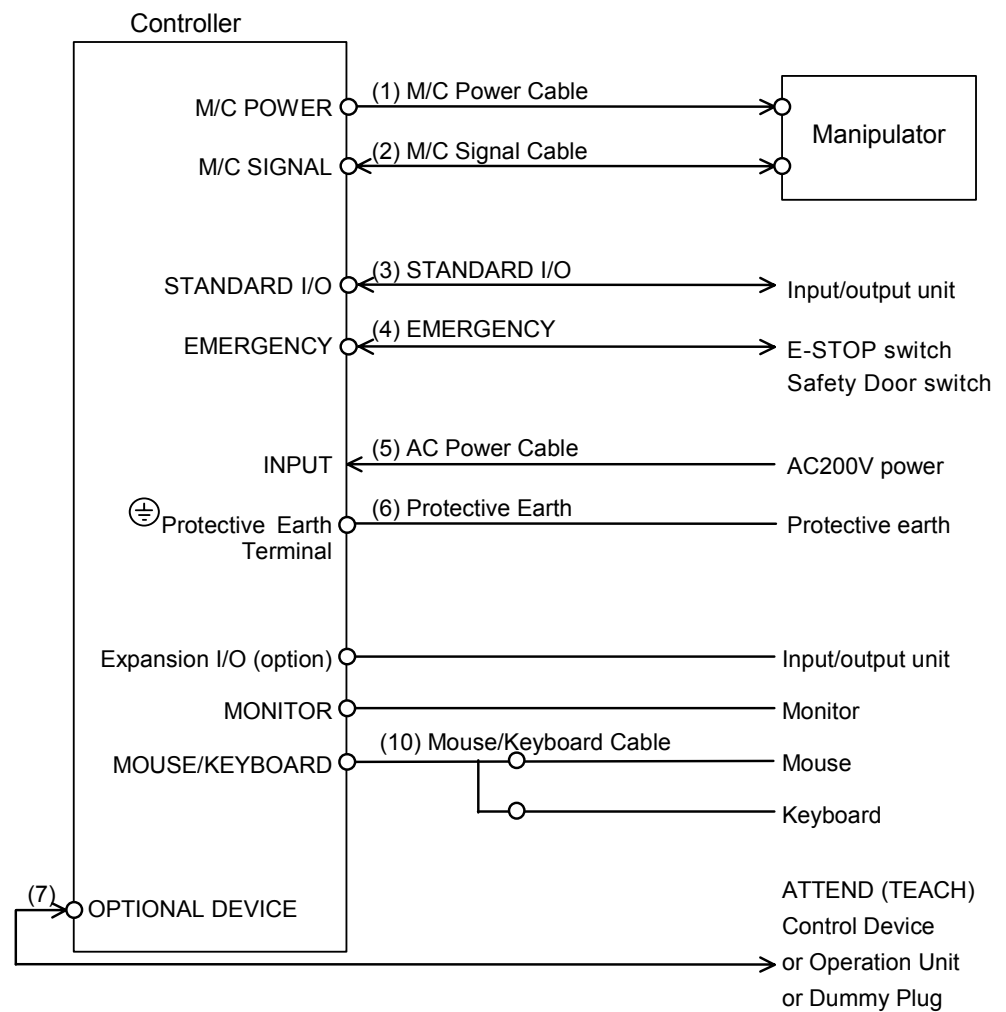 Controller
M/C POWER
(1) M/C Power Cable
Manipulator
M/C SIGNAL
(2) M/C Signal Cable
STANDARD I/O
(3) STANDARD I/O
Input/output unit
EMERGENCY
(4) EMERGENCY
E-STOP switch
Safety Door switch
INPUT
(5) AC Power Cable
AC200V power
Protective Earth
Terminal
(6) Protective Earth
Protective earth
Expansion I/O (option)
Input/output unit
MONITOR
Monitor
MOUSE/KEYBOARD
(10) Mouse/Keyboard Cable
Mouse
Keyboard
(7)
OPTIONAL DEVICE
ATTEND (TEACH)
Control Device
or Operation Unit
or Dummy Plug